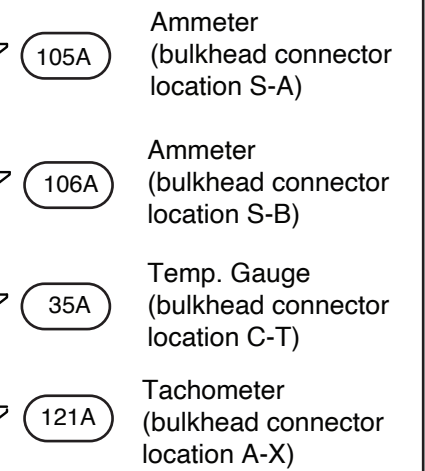 105A
Ammeter
(bulkhead connector
location S-A)
106A
Ammeter
(bulkhead connector
location S-B)
35A
Temp. Gauge
(bulkhead connector
location C-T)
121A
Tachometer
(bulkhead connector
location A-X)